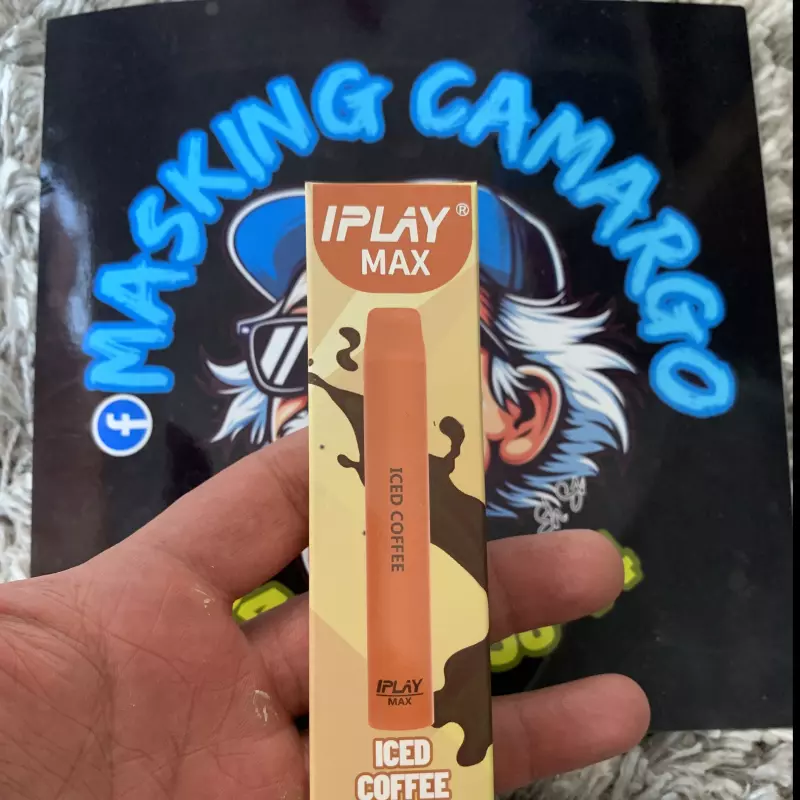 MASKING CAMARGO
f
IPLAY®
MAX
ICED COFFEE
IPLAY
MAX
ICED
COFFEE